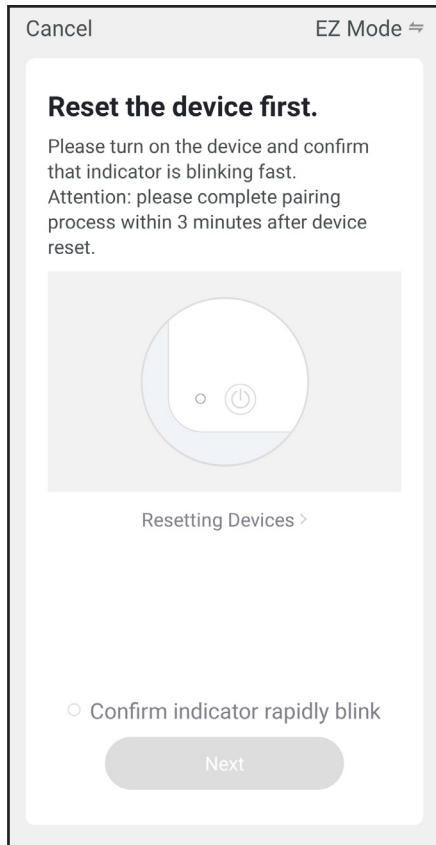 Cancel
EZ Mode ⇋
Reset the device first.
Please turn on the device and confirm
that indicator is blinking fast.
Attention: please complete pairing
process within 3 minutes after device
reset.
Resetting Devices >
Confirm indicator rapidly blink
Next